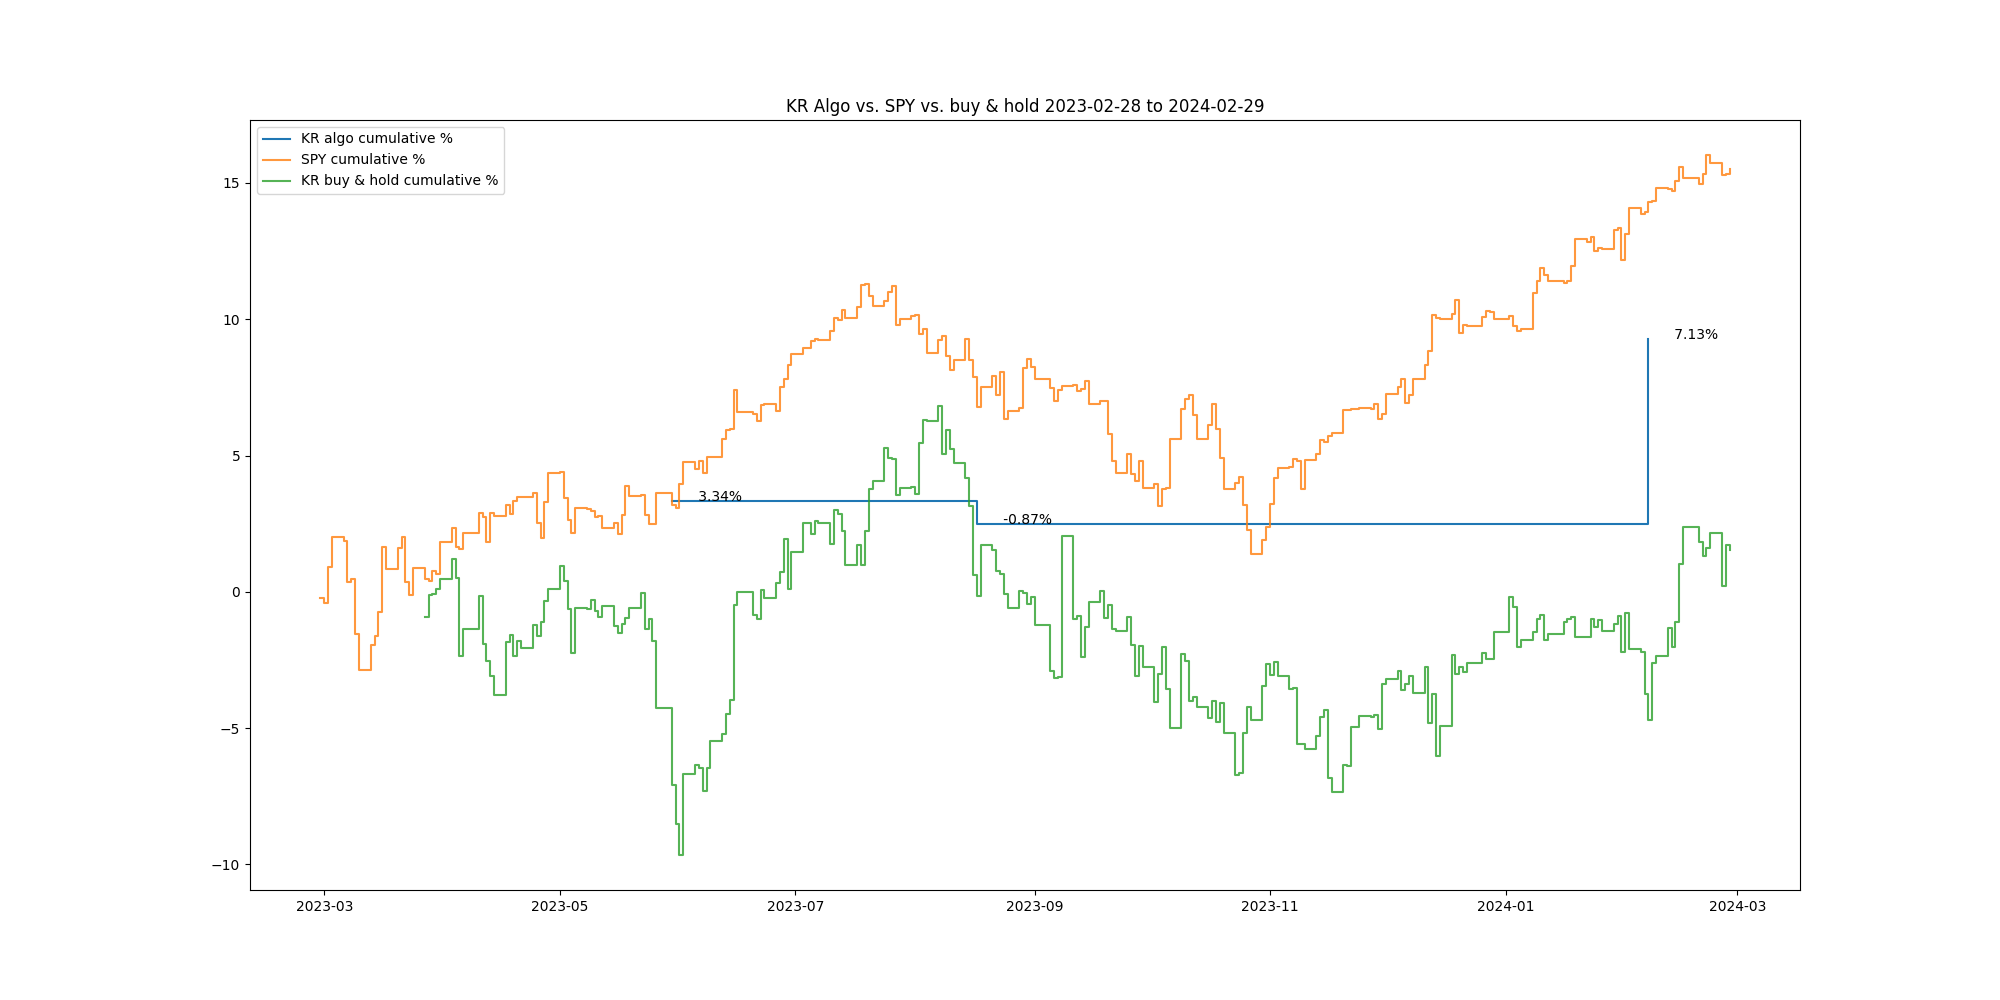 KR Algo vs. SPY vs. buy & hold 2023-02-28 to 2024-02-29
KR algo cumulative %
SPY cumulative %
KR buy & hold cumulative %
15
10
7.13%
5
3.34%
-0.87%
0
−5
−10
2023-03 2023-05 2023-07 2023-09 2023-11 2024-01 2024-03